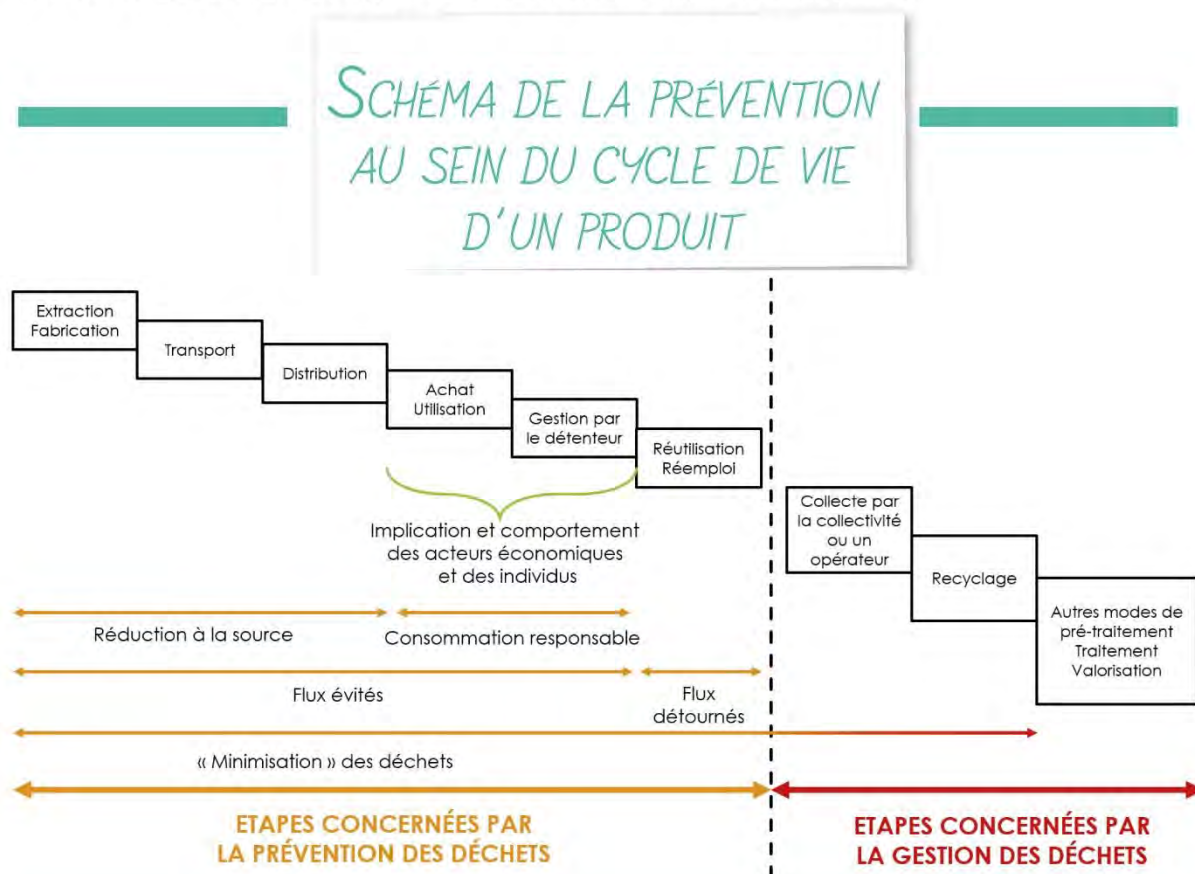 SCHÉMA DE LA PRÉVENTION
AU SEIN DU CYCLE DE VIE
D'UN PRODUIT
Extraction
Fabrication
Transport
Distribution
Achat
Utilisation
Gestion par
le détenteur
Réutilisation
Réemploi
Collecte par
la collectivité
ou un
opérateur
Recyclage
Autres modes de
pré-traitement
Traitement
Valorisation
Implication et comportement
des acteurs économiques
et des individus
Réduction à la source
Consommation responsable
Flux évités
Flux
détournés
« Minimisation » des déchets
ETAPES CONCERNÉES PAR
LA PRÉVENTION DES DÉCHETS
ETAPES CONCERNÉES PAR
LA GESTION DES DÉCHETS